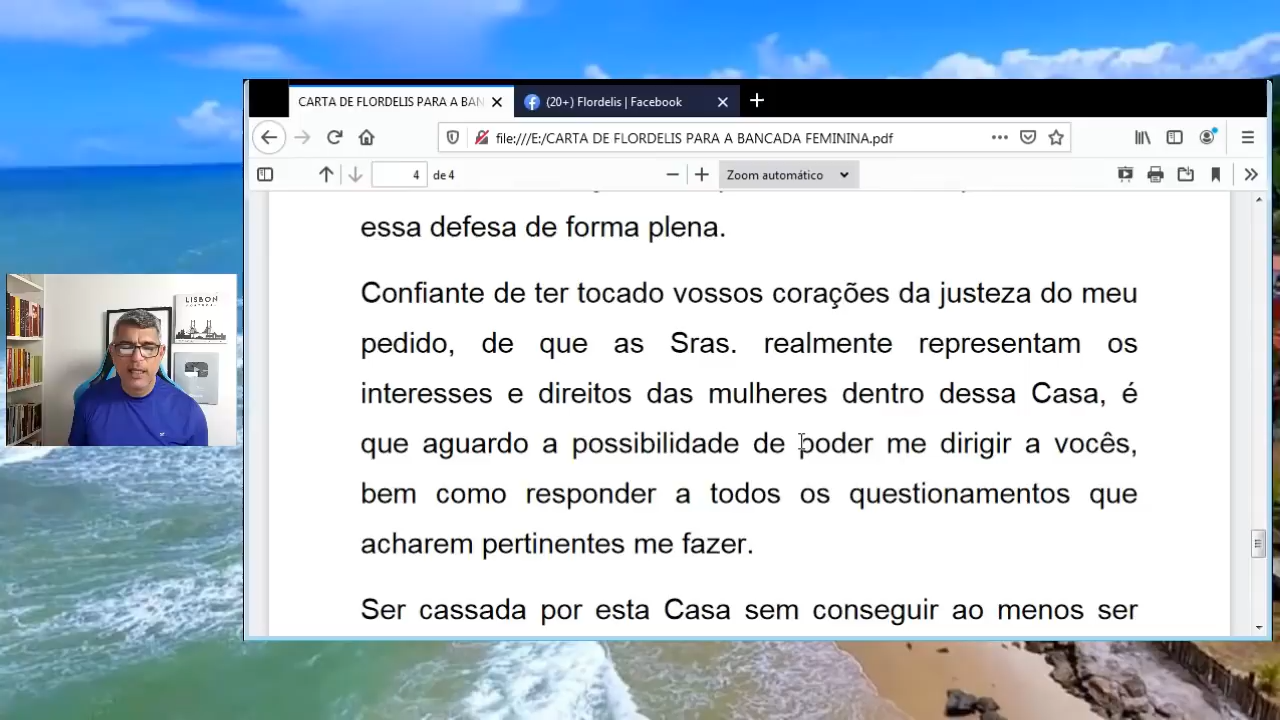 CARTA DE FLORDELIS PARA A BAN
(20+) Flordelis | Facebook
file:///E:/CARTA DE FLORDELIS PARA A BANCADA FEMININA.pdf
4 de 4
Zoom automático
essa defesa de forma plena.
Confiante de ter tocado vossos corações da justeza do meu
pedido, de que as Sras. realmente representam os
interesses e direitos das mulheres dentro dessa Casa, é
que aguardo a possibilidade de poder me dirigir a vocês,
bem como responder a todos os questionamentos que
acharem pertinentes me fazer.
Ser cassada por esta Casa sem conseguir ao menos ser
LISBON